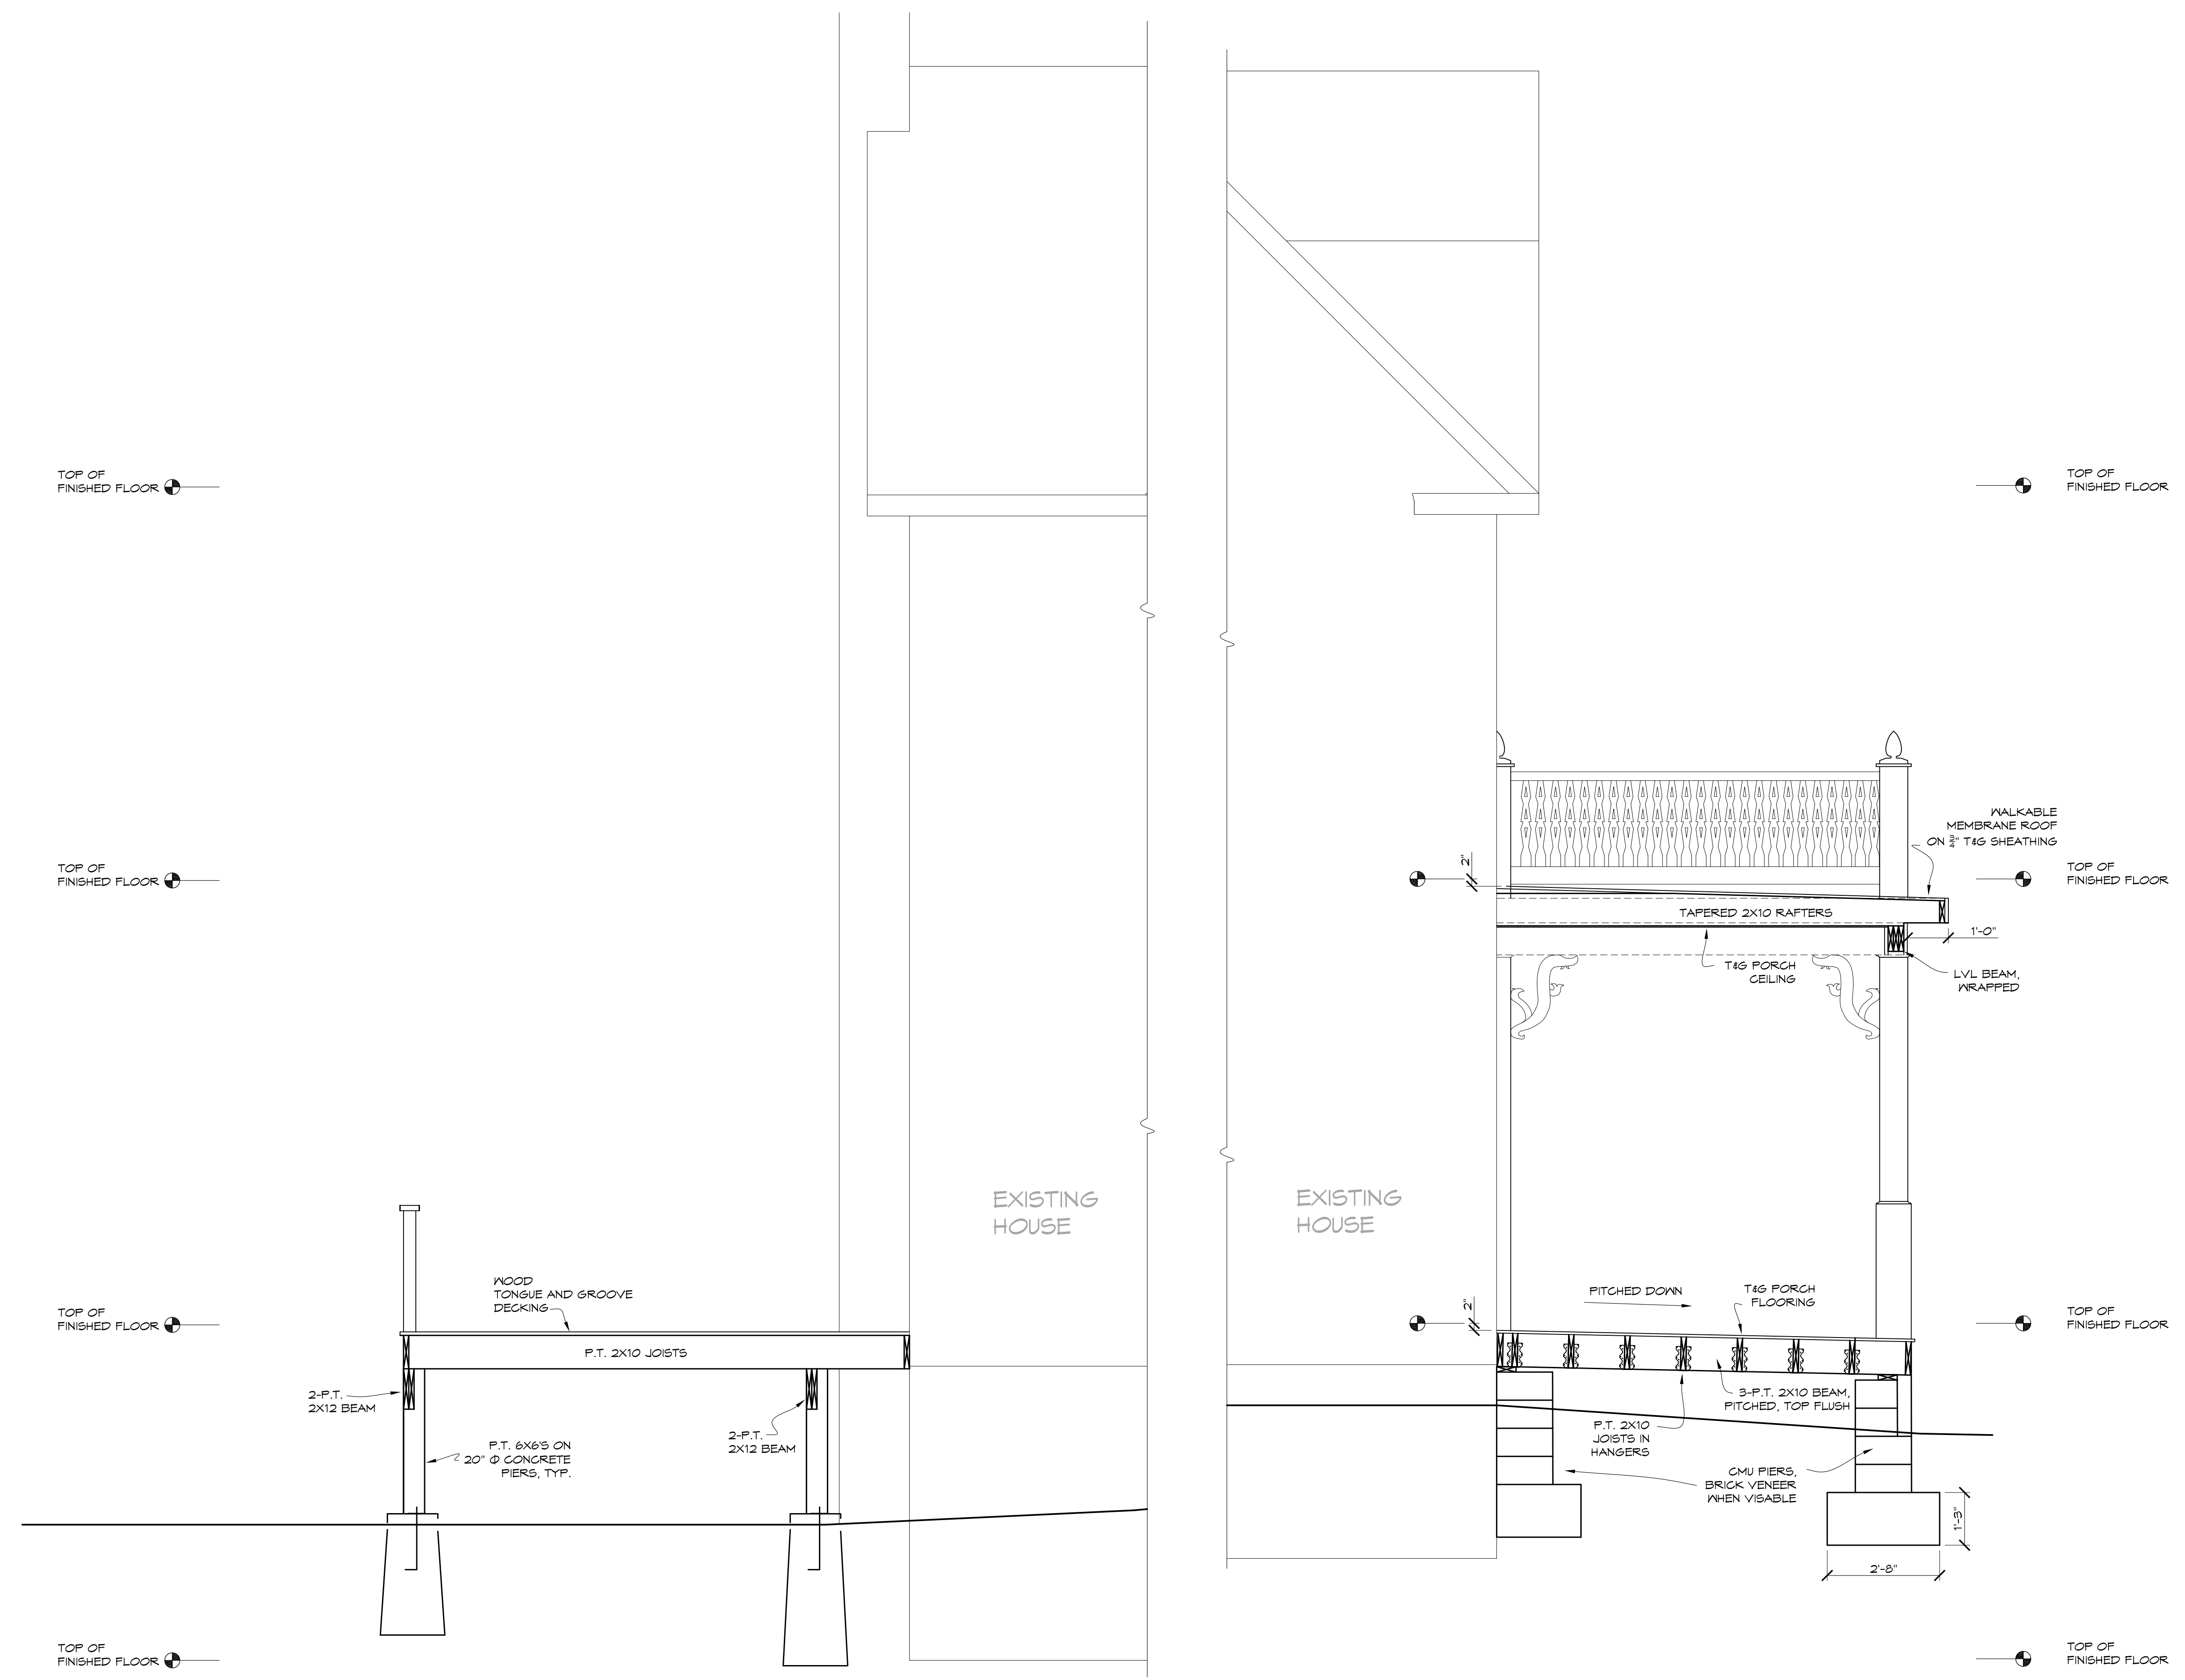 TOP OF
FINISHED FLOOR
TOP OF
FINISHED FLOOR
WALKABLE
MEMBRANE ROOF
ON 3/4" T&G SHEATHING
2"
TOP OF
FINISHED FLOOR
TOP OF
FINISHED FLOOR
TAPERED 2X10 RAFTERS
1'-0"
T&G PORCH
CEILING
LVL BEAM,
WRAPPED
EXISTING
HOUSE
EXISTING
HOUSE
WOOD
TONGUE AND GROOVE
DECKING
PITCHED DOWN
T&G PORCH
FLOORING
2"
TOP OF
FINISHED FLOOR
TOP OF
FINISHED FLOOR
P.T. 2X10 JOISTS
2-P.T.
2X12 BEAM
3-P.T. 2X10 BEAM,
PITCHED, TOP FLUSH
2-P.T.
2X12 BEAM
P.T. 2X10
JOISTS IN
HANGERS
P.T. 6X6'S ON
20" Φ CONCRETE
PIERS, TYP.
CMU PIERS,
BRICK VENEER
WHEN VISABLE
1'-3"
2'-8"
TOP OF
FINISHED FLOOR
TOP OF
FINISHED FLOOR